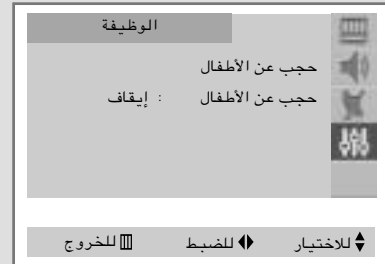 الوظيفة
حجب عن الأطفال
حجب عن الأطفال : إيقاف
للاختيار للضبط للخروج